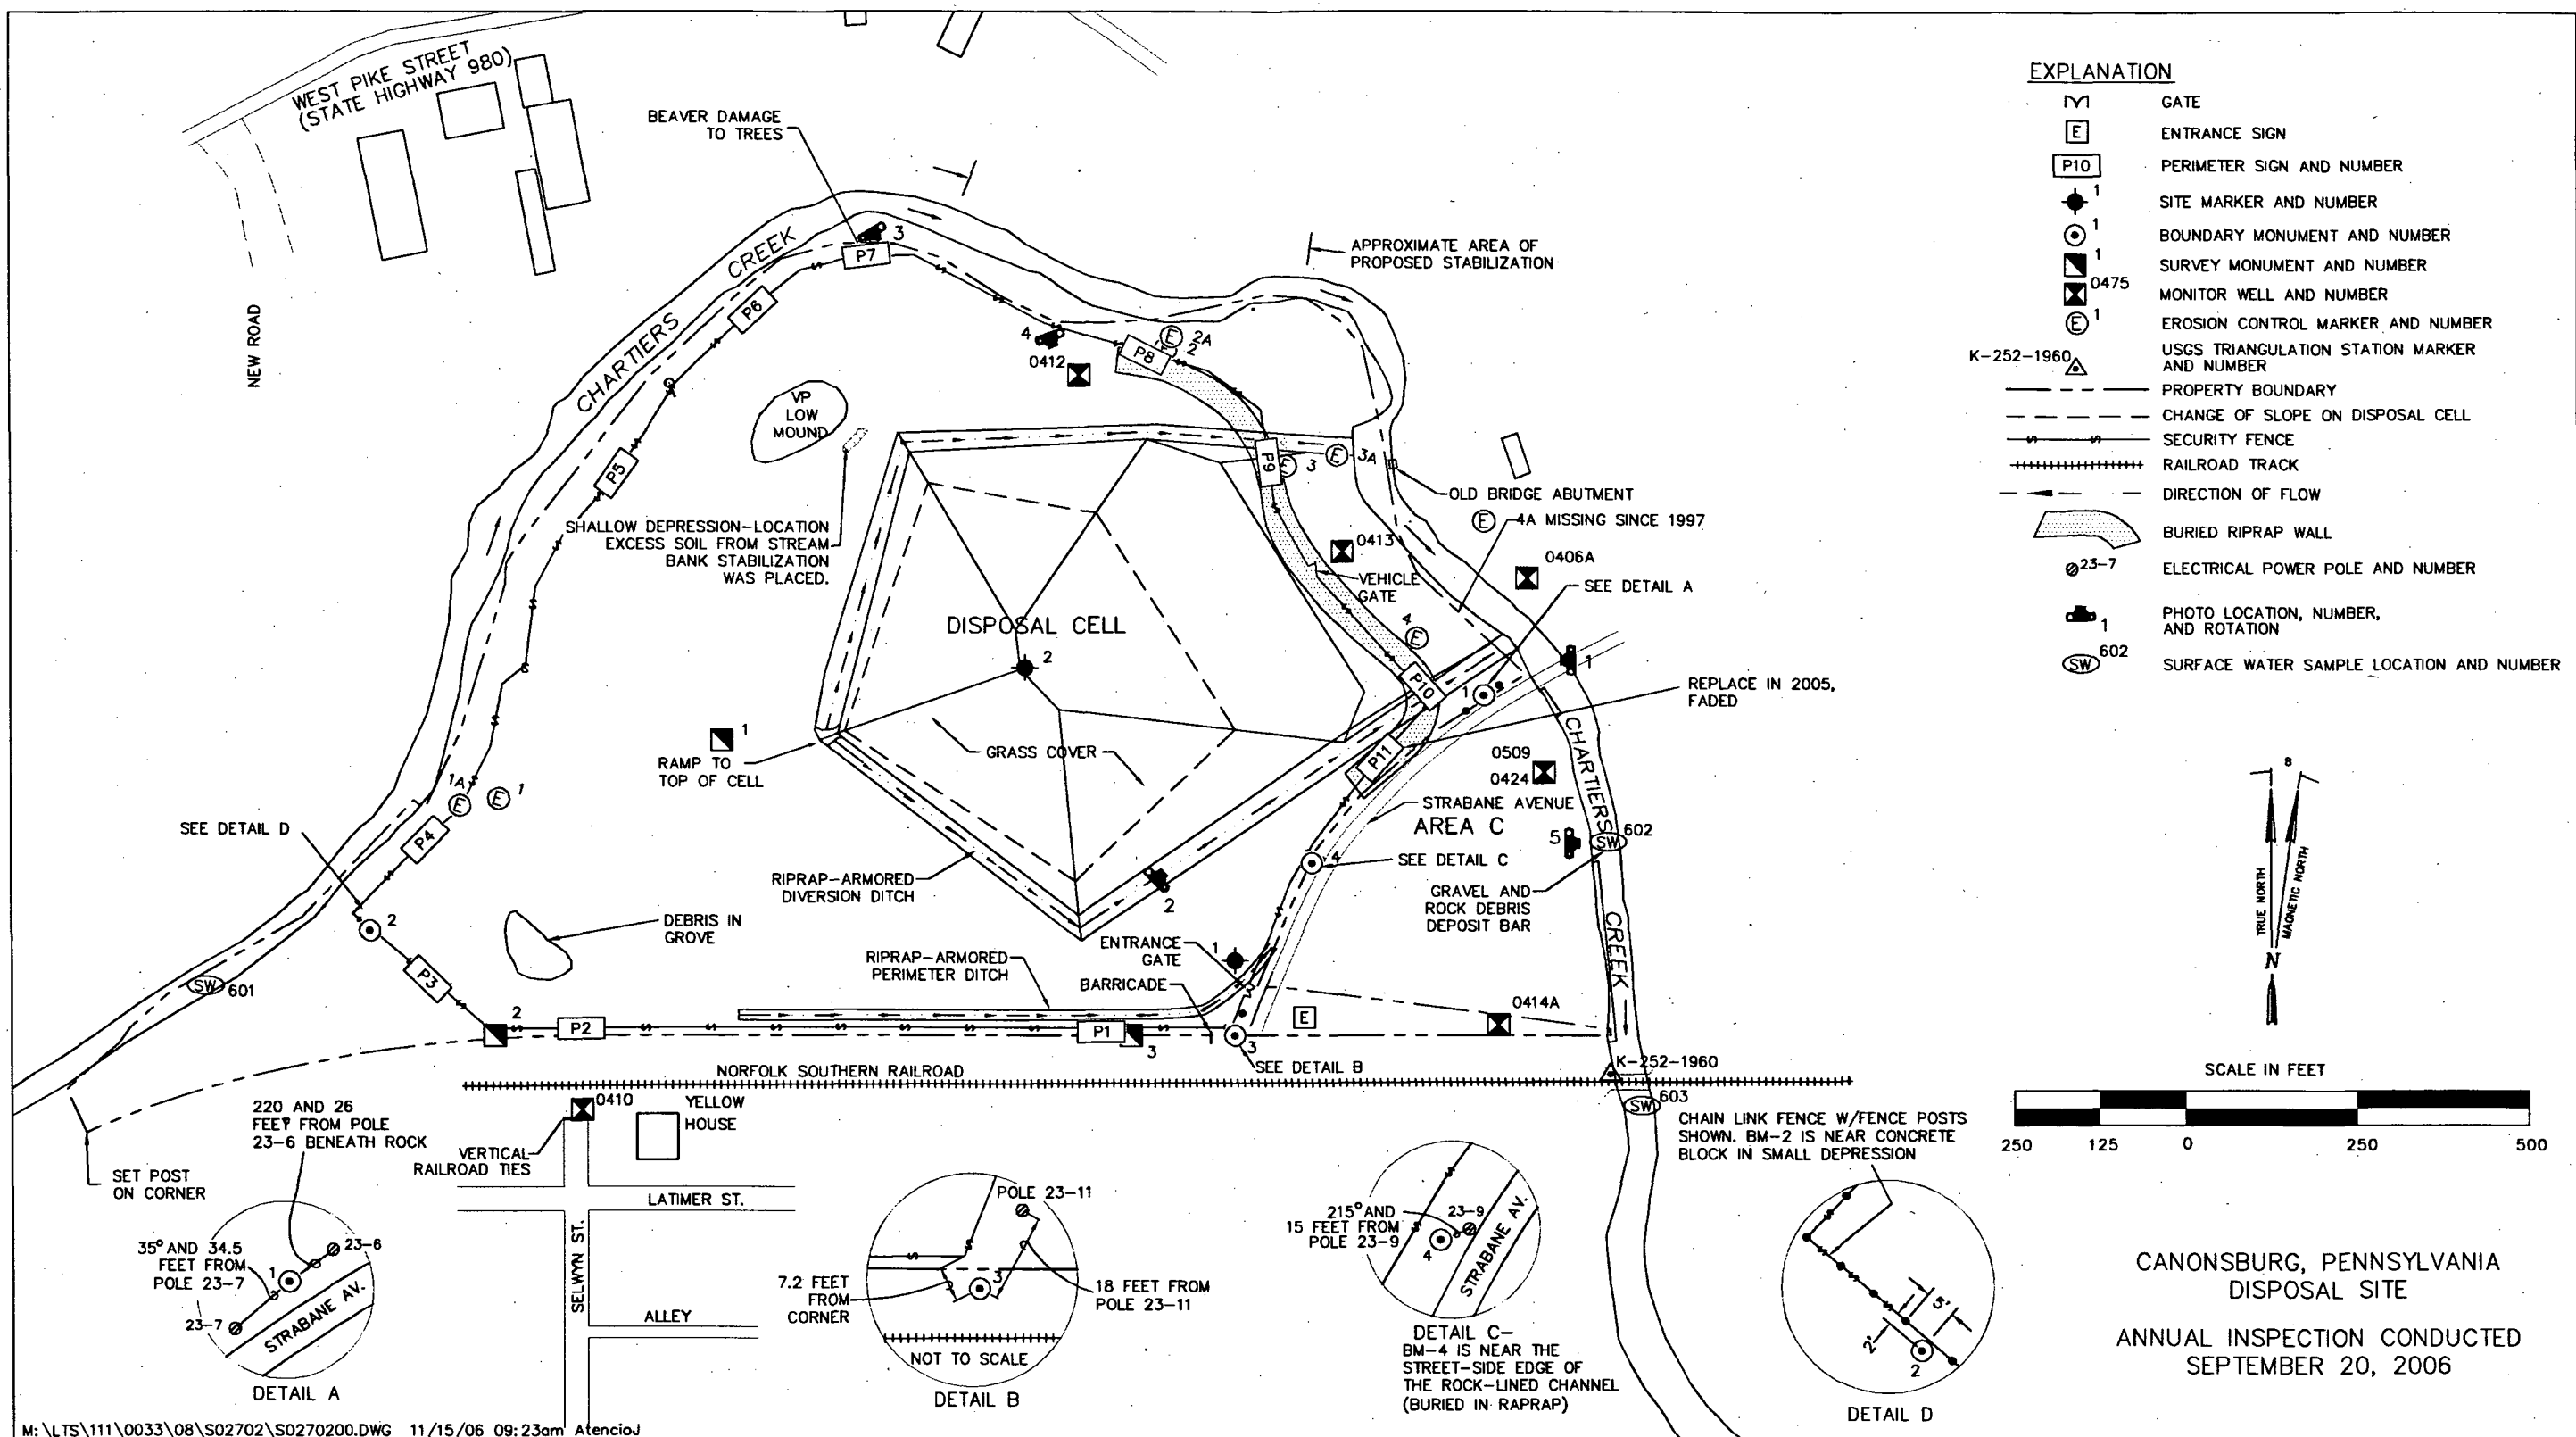 WEST PIKE STREET
(STATE HIGHWAY 980)
NEW ROAD
BEAVER DAMAGE
TO TREES
CHARTIERS CREEK
3
P7
P6
P5
APPROXIMATE AREA OF
PROPOSED STABILIZATION
4
0412
P8
2A
2
E
VP
LOW
MOUND
P9
E 3
E 3A
SHALLOW DEPRESSION-LOCATION
EXCESS SOIL FROM STREAM
BANK STABILIZATION
WAS PLACED.
OLD BRIDGE ABUTMENT
E 4A MISSING SINCE 1997
0413
0406A
VEHICLE
GATE
SEE DETAIL A
4
E
DISPOSAL CELL
2
P10
1
1
REPLACE IN 2005,
FADED
1
RAMP TO
TOP OF CELL
GRASS COVER
P11
0509
0424
STRABANE AVENUE
AREA C
CHARTIERS
CREEK
1A
E
E
1
SEE DETAIL D
P4
5
SW 602
4
SEE DETAIL C
RIPRAP-ARMORED
DIVERSION DITCH
2
GRAVEL AND
ROCK DEBRIS
DEPOSIT BAR
2
DEBRIS IN
GROVE
P3
SW 601
RIPRAP-ARMORED
PERIMETER DITCH
ENTRANCE
GATE
1
BARRICADE
0414A
2
P2
P1
3
3
E
SEE DETAIL B
NORFOLK SOUTHERN RAILROAD
K-252-1960
SW 603
0410
YELLOW
HOUSE
VERTICAL
RAILROAD TIES
SET POST
ON CORNER
LATIMER ST.
SELWYN ST.
ALLEY
220 AND 26
FEET FROM POLE
23-6 BENEATH ROCK
35° AND 34.5
FEET FROM
POLE 23-7
1
23-6
23-7
STRABANE AV.
DETAIL A
POLE 23-11
7.2 FEET
FROM
CORNER
3
18 FEET FROM
POLE 23-11
NOT TO SCALE
DETAIL B
215° AND
15 FEET FROM
POLE 23-9
23-9
4
STRABANE AV.
DETAIL C-
BM-4 IS NEAR THE
STREET-SIDE EDGE OF
THE ROCK-LINED CHANNEL
(BURIED IN RAPRAP)
CHAIN LINK FENCE W/FENCE POSTS
SHOWN. BM-2 IS NEAR CONCRETE
BLOCK IN SMALL DEPRESSION
5'
2'
2
DETAIL D
EXPLANATION
GATE
E ENTRANCE SIGN
P10 PERIMETER SIGN AND NUMBER
1 SITE MARKER AND NUMBER
1 BOUNDARY MONUMENT AND NUMBER
1 SURVEY MONUMENT AND NUMBER
0475 MONITOR WELL AND NUMBER
E 1 EROSION CONTROL MARKER AND NUMBER
K-252-1960 USGS TRIANGULATION STATION MARKER
AND NUMBER
PROPERTY BOUNDARY
CHANGE OF SLOPE ON DISPOSAL CELL
SECURITY FENCE
RAILROAD TRACK
DIRECTION OF FLOW
BURIED RIPRAP WALL
23-7 ELECTRICAL POWER POLE AND NUMBER
1 PHOTO LOCATION, NUMBER,
AND ROTATION
SW 602 SURFACE WATER SAMPLE LOCATION AND NUMBER
8
TRUE NORTH
MAGNETIC NORTH
N
SCALE IN FEET
250 125 0 250 500
CANONSBURG, PENNSYLVANIA
DISPOSAL SITE
ANNUAL INSPECTION CONDUCTED
SEPTEMBER 20, 2006
M:\LTS\111\0033\08\S02702\S0270200.DWG 11/15/06 09:23am AtencioJ